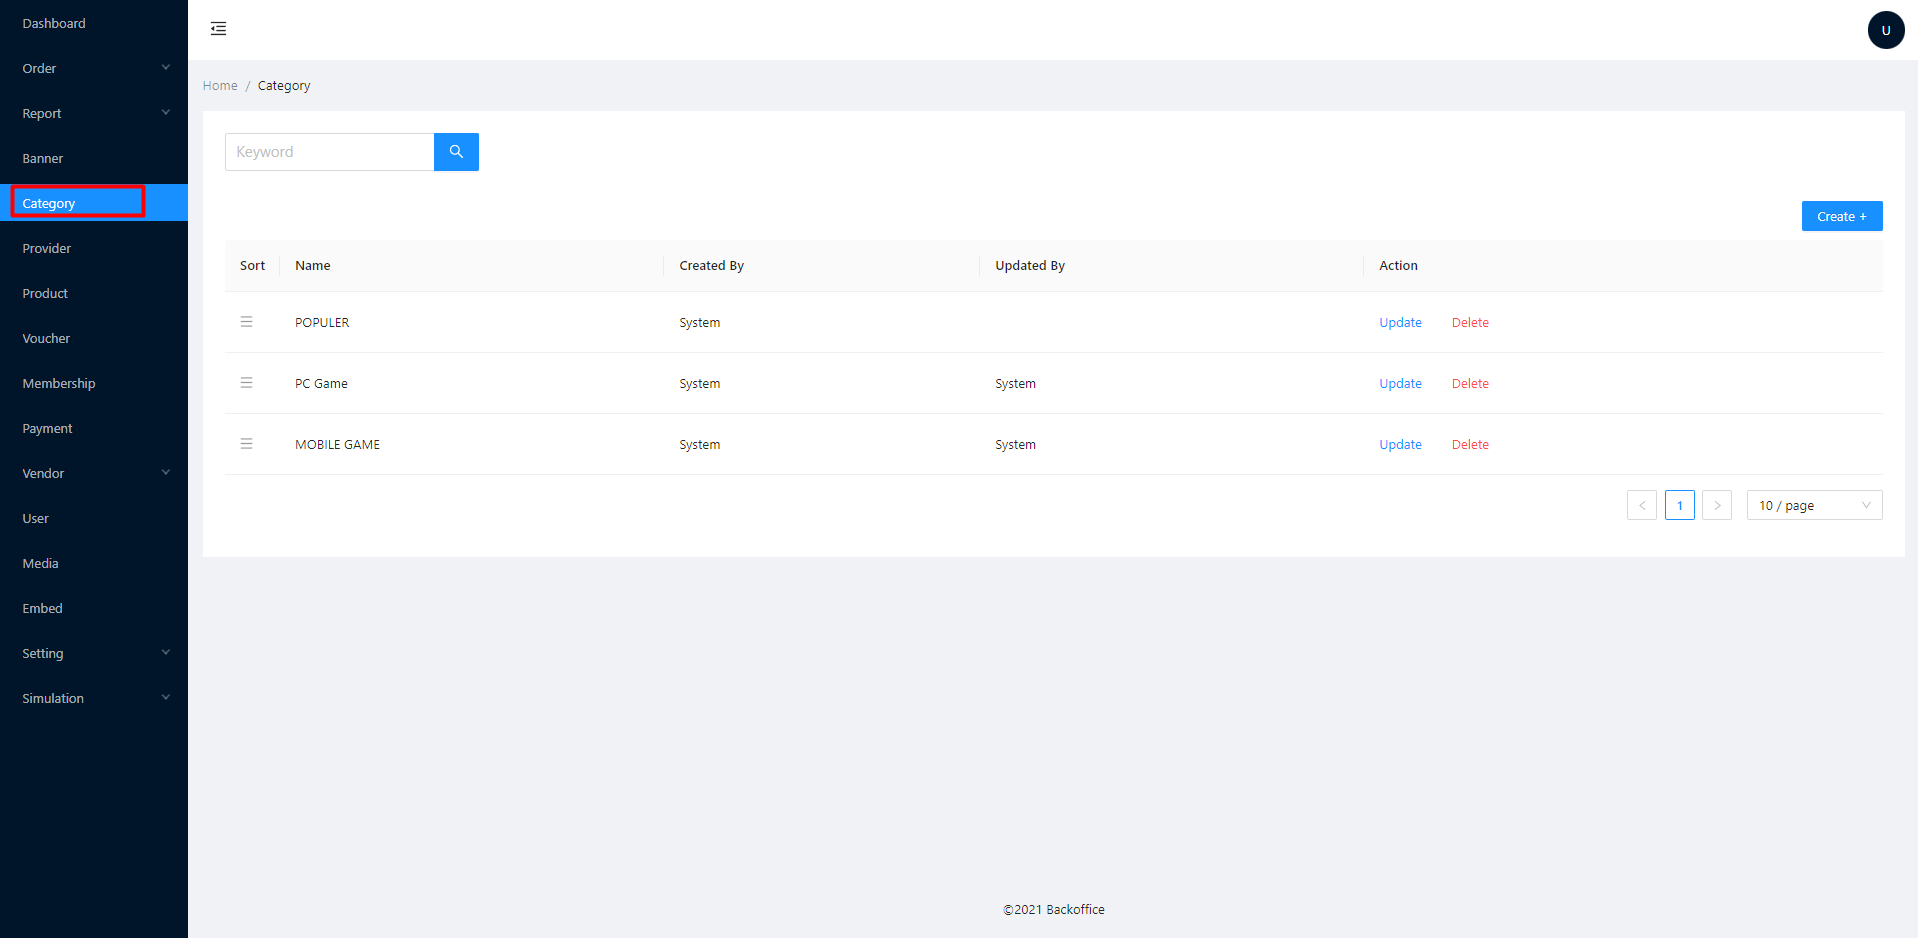 Dashboard
Order
Report
Banner
Category
Provider
Product
Voucher
Membership
Payment
Vendor
User
Media
Embed
Setting
Simulation
U
Home / Category
Keyword
Create +
Sort Name Created By Updated By Action
POPULER System Update Delete
PC Game System System Update Delete
MOBILE GAME System System Update Delete
< 1 > 10 / page
©2021 Backoffice